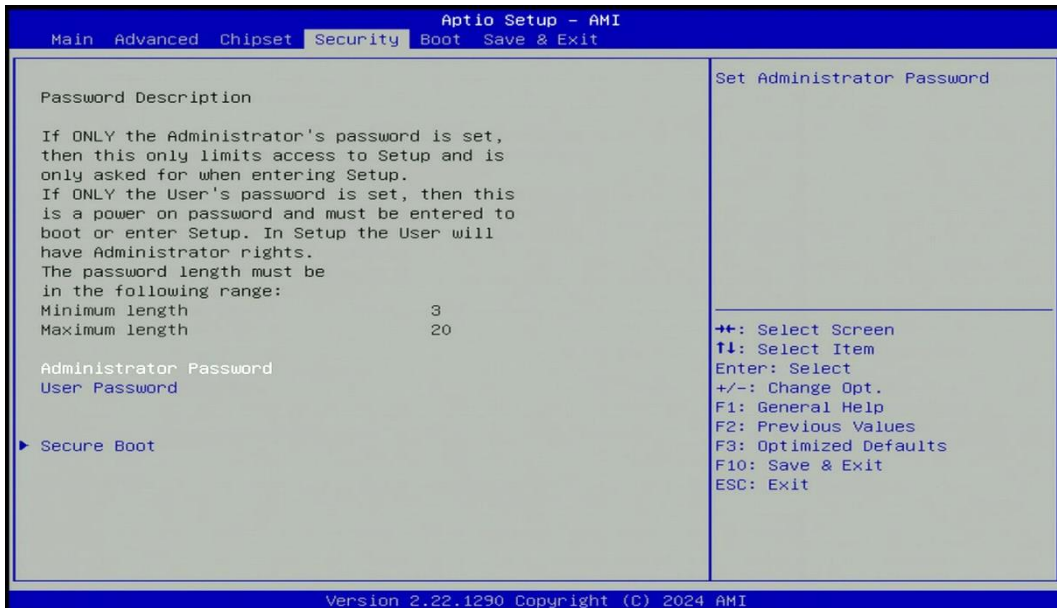 Aptio Setup – AMI
Main Advanced Chipset Security Boot Save & Exit
Password Description
If ONLY the Administrator's password is set,
then this only limits access to Setup and is
only asked for when entering Setup.
If ONLY the User's password is set, then this
is a power on password and must be entered to
boot or enter Setup. In Setup the User will
have Administrator rights.
The password length must be
in the following range:
Minimum length 3
Maximum length 20
Administrator Password
User Password
► Secure Boot
Set Administrator Password
→←: Select Screen
↑↓: Select Item
Enter: Select
+/-: Change Opt.
F1: General Help
F2: Previous Values
F3: Optimized Defaults
F10: Save & Exit
ESC: Exit
Version 2.22.1290 Copyright (C) 2024 AMI